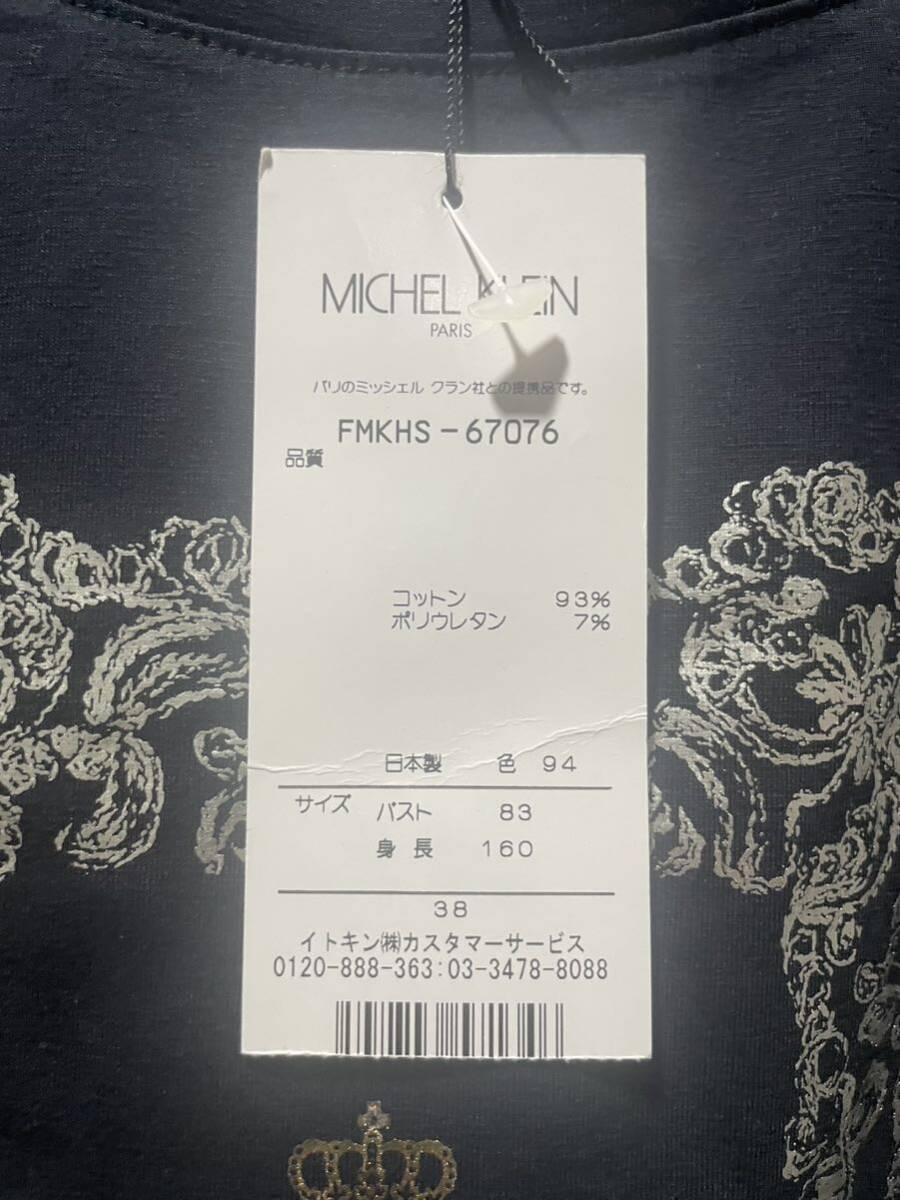 MICHEL KLEIN
PARIS
パリのミッシェル クラン社との提携品です。
FMKHS-67076
品質
コットン 93%
ポリウレタン 7%
日本製 色 94
サイズ バスト 83
身長 160
38
イトキン㈱カスタマーサービス
0120-888-363:03-3478-8088